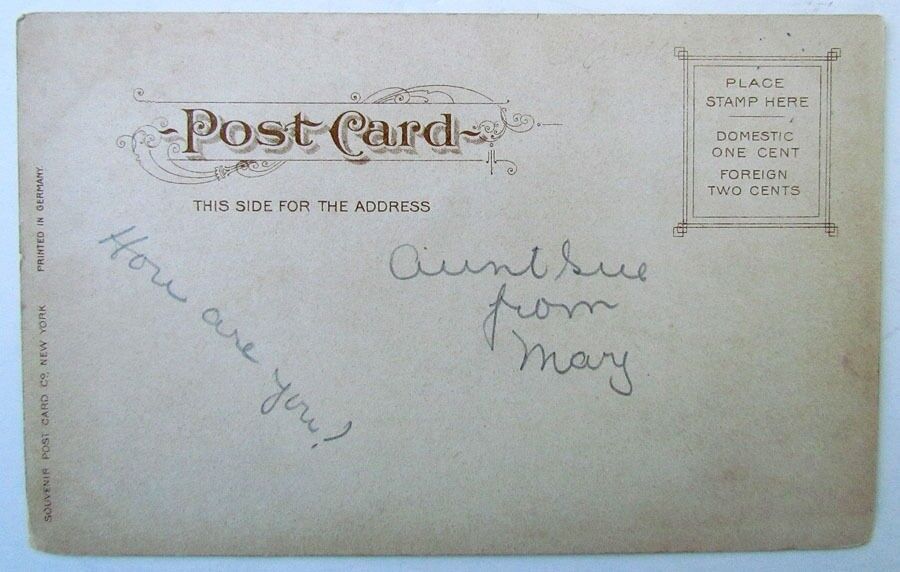 Post Card
THIS SIDE FOR THE ADDRESS
PLACE
STAMP HERE
DOMESTIC
ONE CENT
FOREIGN
TWO CENTS
How are you?
Aunt Sue
from
Mary
SOUVENIR POST CARD CO. NEW YORK
PRINTED IN GERMANY.